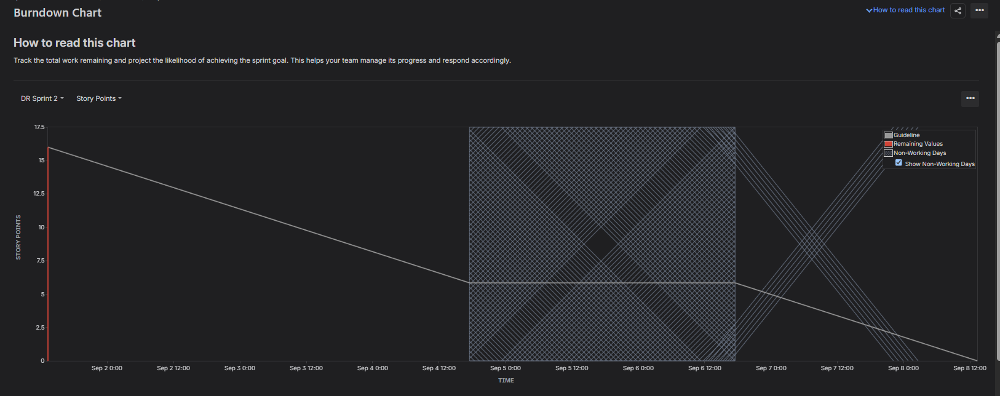 Burndown Chart
How to read this chart
How to read this chart
Track the total work remaining and project the likelihood of achieving the sprint goal. This helps your team manage its progress and respond accordingly.
DR Sprint 2
Story Points
17.5
15
12.5
10
7.5
5
2.5
0
STORY POINTS
Guideline
Remaining Values
Non-Working Days
Show Non-Working Days
Sep 2 0:00
Sep 2 12:00
Sep 3 0:00
Sep 3 12:00
Sep 4 0:00
Sep 4 12:00
Sep 5 0:00
Sep 5 12:00
Sep 6 0:00
Sep 6 12:00
Sep 7 0:00
Sep 7 12:00
Sep 8 0:00
Sep 8 12:00
TIME